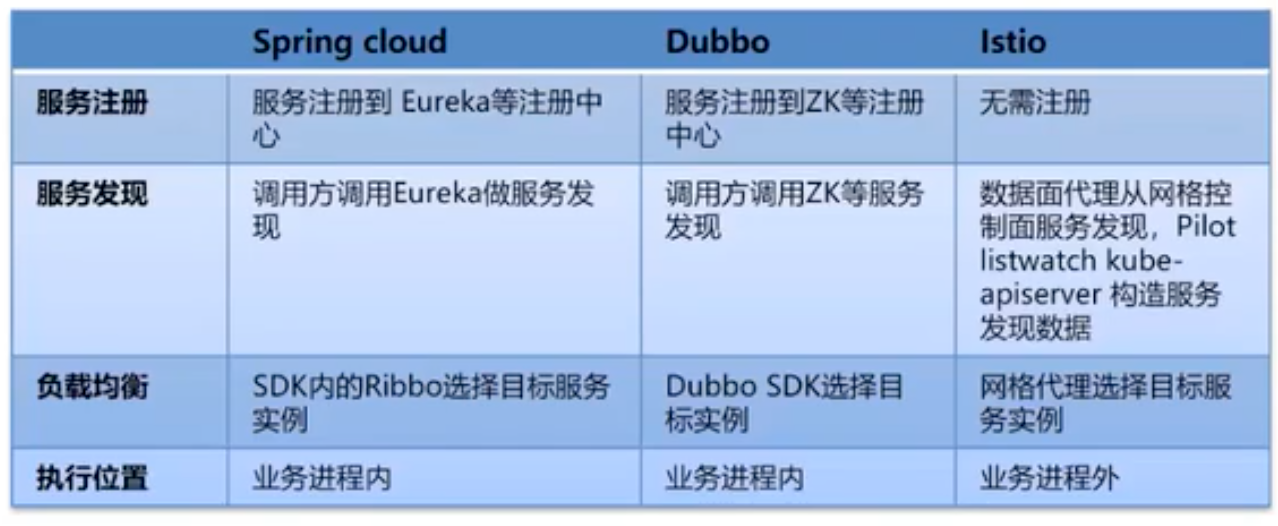 Spring cloud
Dubbo
Istio
服务注册
服务注册到 Eureka等注册中
心
服务注册到ZK等注册
中心
无需注册
服务发现
调用方调用Eureka做服务发
现
调用方调用ZK等服务
发现
数据面代理从网格控
制面服务发现，Pilot
listwatch kube-
apiserver 构造服务
发现数据
负载均衡
SDK内的Ribbo选择目标服务
实例
Dubbo SDK选择目
标实例
网格代理选择目标服
务实例
执行位置
业务进程内
业务进程内
业务进程外